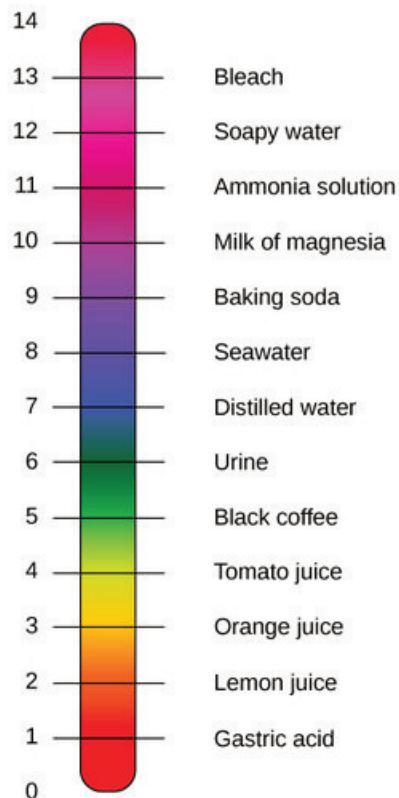 14
13 Bleach
12 Soapy water
11 Ammonia solution
10 Milk of magnesia
9 Baking soda
8 Seawater
7 Distilled water
6 Urine
5 Black coffee
4 Tomato juice
3 Orange juice
2 Lemon juice
1 Gastric acid
0